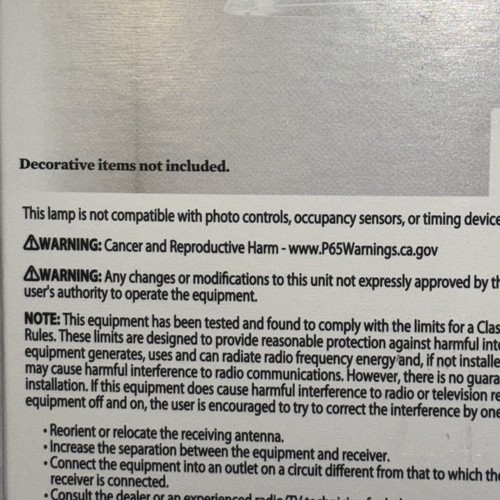 Decorative items not included.
This lamp is not compatible with photo controls, occupancy sensors, or timing device
⚠WARNING: Cancer and Reproductive Harm - www.P65Warnings.ca.gov
⚠WARNING: Any changes or modifications to this unit not expressly approved by th
user's authority to operate the equipment.
NOTE: This equipment has been tested and found to comply with the limits for a Clas
Rules. These limits are designed to provide reasonable protection against harmful inte
equipment generates, uses and can radiate radio frequency energy and, if not installe
may cause harmful interference to radio communications. However, there is no guara
installation. If this equipment does cause harmful interference to radio or television re
equipment off and on, the user is encouraged to try to correct the interference by one
• Reorient or relocate the receiving antenna.
• Increase the separation between the equipment and receiver.
• Connect the equipment into an outlet on a circuit different from that to which the
receiver is connected.
• Consult the dealer or an experienced radio/TV